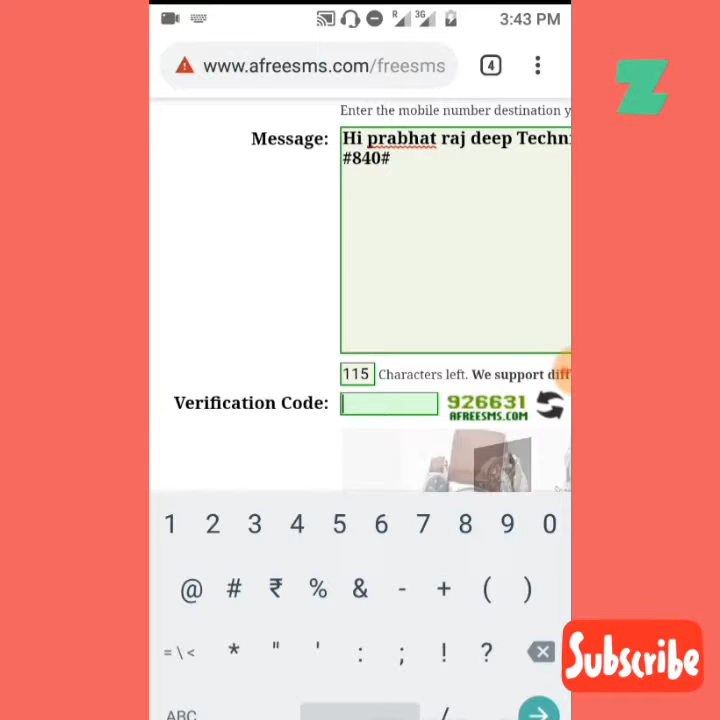 R 3G 3:43 PM
www.afreesms.com/freesms 4
Enter the mobile number destination y
Message: Hi prabhat raj deep Techni
#840#
115 Characters left. We support diff
Verification Code: 926631
AFREESMS.COM
1 2 3 4 5 6 7 8 9 0
@ # ₹ % & - + ( )
= \ < * " ' : ; ! ?
ABC /
Subscribe
Z